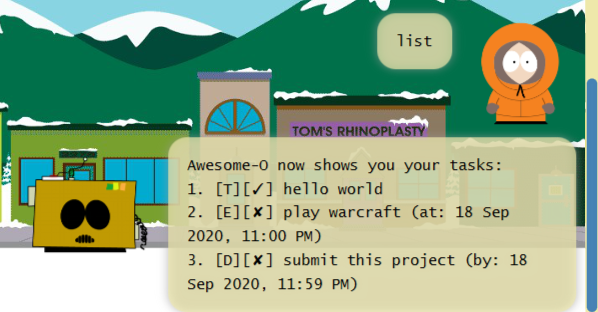 list
TOM'S RHINOPLASTY
Awesome-O now shows you your tasks:
1. [T][✓] hello world
2. [E][✘] play warcraft (at: 18 Sep
2020, 11:00 PM)
3. [D][✘] submit this project (by: 18
Sep 2020, 11:59 PM)